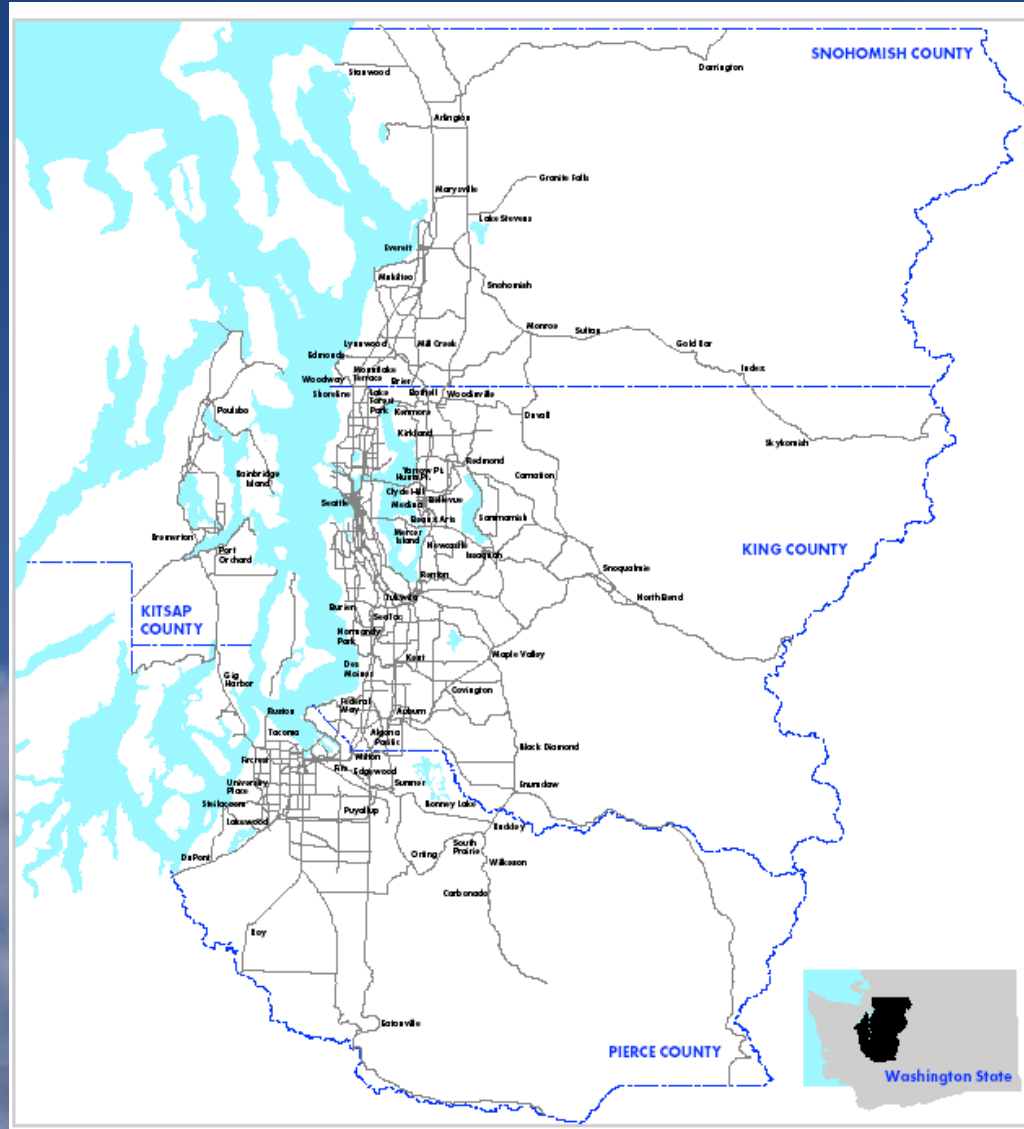 SNOHOMISH COUNTY
Stanwood
Darrington
Arlington
Granite Falls
Marysville
Lake Stevens
Everett
Mukilteo
Snohomish
Monroe
Sultan
Gold Bar
Lynnwood
Mill Creek
Edmonds
Index
Mountlake
Terrace
Brier
Woodway
Shoreline
Lake
Forest
Park
Bothell
Woodinville
Kenmore
Duvall
Poulsbo
Kirkland
Skykomish
Redmond
Yarrow Pt.
Hunts Pt.
Carnation
Bainbridge
Island
Clyde Hill
Bellevue
Medina
Seattle
Beaux Arts
Sammamish
Mercer
Island
Bremerton
Newcastle
Issaquah
KING COUNTY
Port
Orchard
Renton
Snoqualmie
Tukwila
North Bend
Burien
SeaTac
KITSAP
COUNTY
Normandy
Park
Kent
Maple Valley
Des
Moines
Gig
Harbor
Covington
Federal
Way
Ruston
Auburn
Tacoma
Algona
Pacific
Black Diamond
Fircrest
Milton
Fife
Edgewood
University
Place
Sumner
Enumclaw
Steilacoom
Bonney Lake
Puyallup
Lakewood
Buckley
South
Prairie
DuPont
Orting
Wilkeson
Carbonado
Roy
Eatonville
PIERCE COUNTY
Washington State